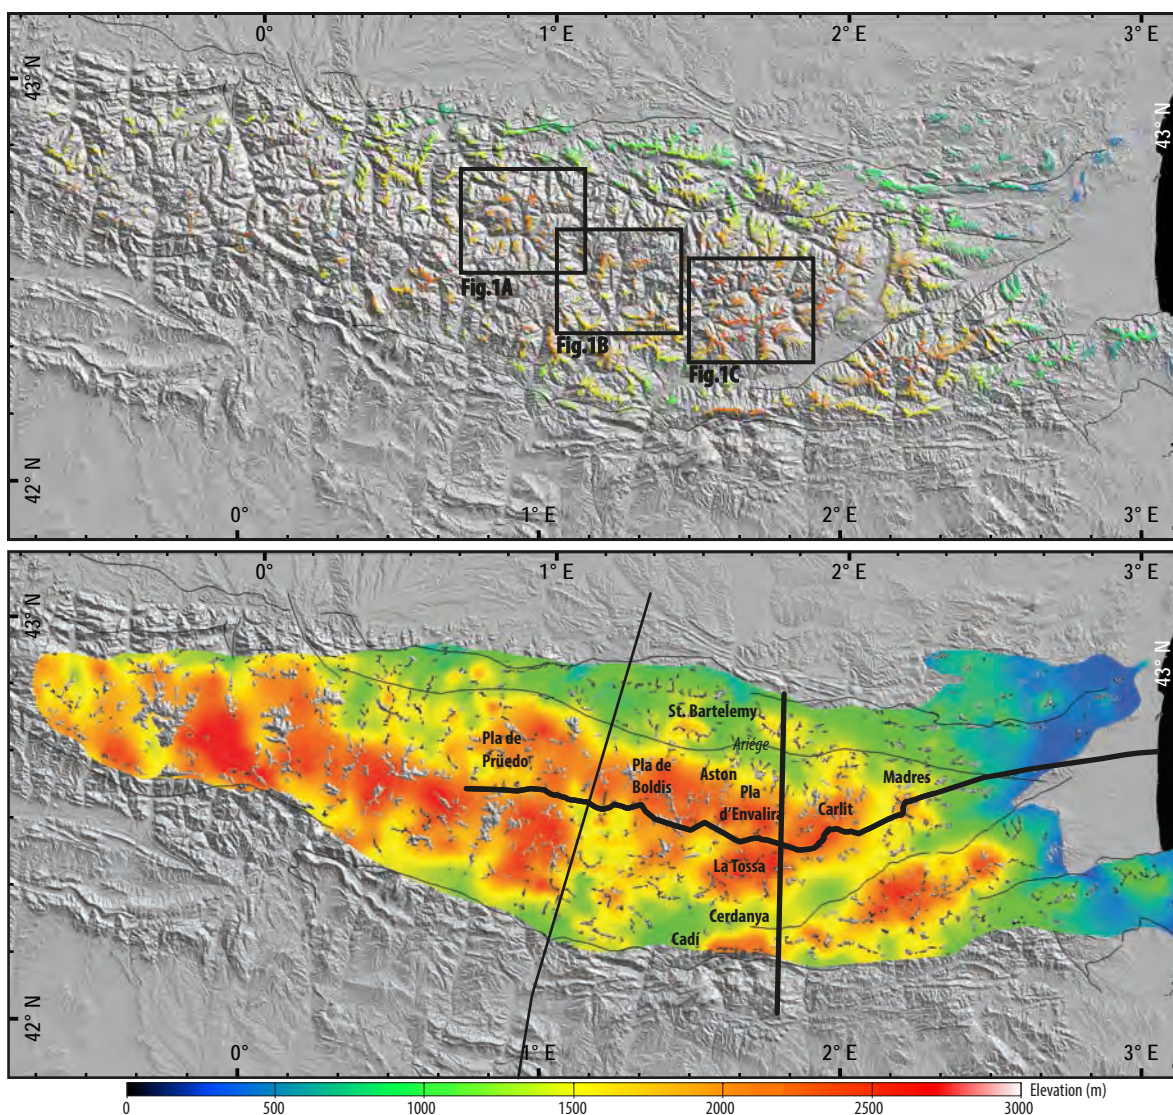 0° 1° E 2° E 3° E
43° N
43° N
Fig.1A
Fig.1B
Fig.1C
42° N
0° 1° E 2° E 3° E
0° 1° E 2° E 3° E
43° N
43° N
St. Bartelemy
Pla de
Prüedo
Ariége
Pla de
Boldis
Aston
Madres
Pla
d'Envalira
Carlit
La Tossa
Cerdanya
Cadí
42° N
0° 1° E 2° E 3° E
Elevation (m)
0 500 1000 1500 2000 2500 3000